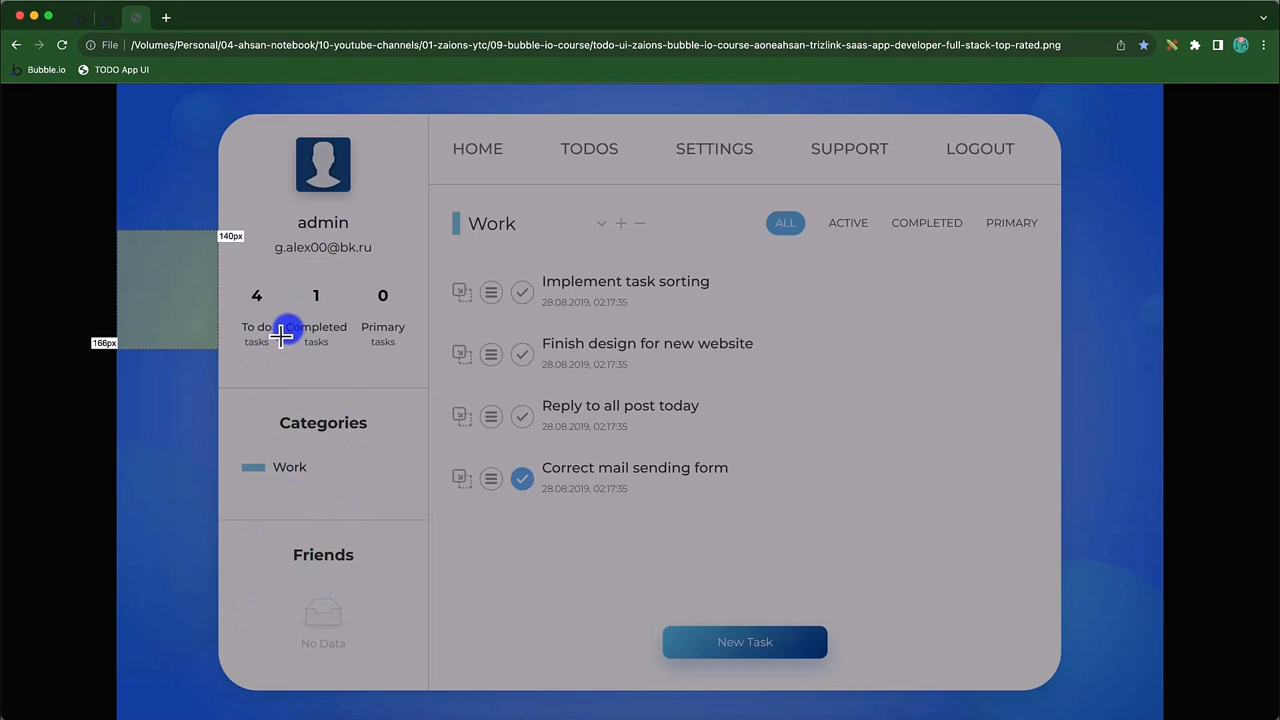 File
/Volumes/Personal/04-ahsan-notebook/10-youtube-channels/01-zaions-ytc/09-bubble-io-course/todo-ui-zaions-bubble-io-course-aoneahsan-trizlink-saas-app-developer-full-stack-top-rated.png
Bubble.io
TODO App UI
HOME
TODOS
SETTINGS
SUPPORT
LOGOUT
admin
g.alex00@bk.ru
4
1
0
To do
Completed
Primary
tasks
tasks
tasks
140px
166px
Categories
Work
Friends
No Data
Work
ALL
ACTIVE
COMPLETED
PRIMARY
Implement task sorting
28.08.2019, 02:17:35
Finish design for new website
28.08.2019, 02:17:35
Reply to all post today
28.08.2019, 02:17:35
Correct mail sending form
28.08.2019, 02:17:35
New Task